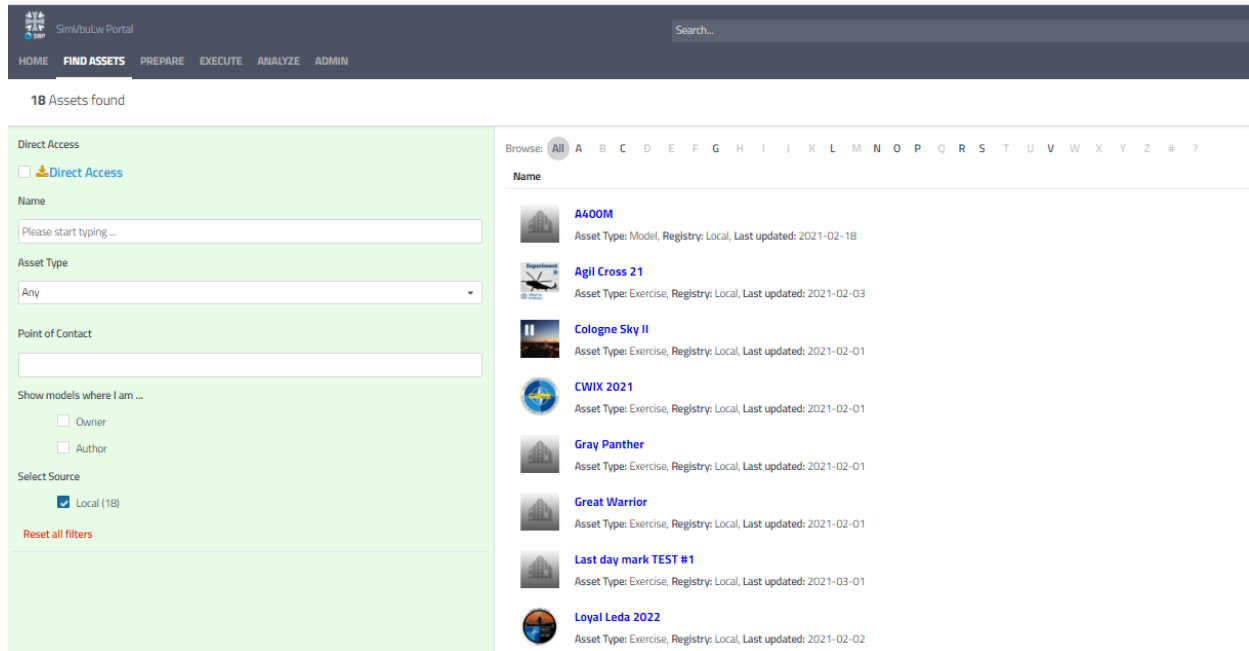 SRP
SimVbuLw Portal
Search...
HOME FIND ASSETS PREPARE EXECUTE ANALYZE ADMIN
18 Assets found
Direct Access
Direct Access
Name
Please start typing ...
Asset Type
Any
Point of Contact
Show models where I am ...
Owner
Author
Select Source
Local (18)
Reset all filters
Browse: All A B C D E F G H I J K L M N O P Q R S T U V W X Y Z # ?
Name
A400M
Asset Type: Model, Registry: Local, Last updated: 2021-02-18
Experiment
Agil Cross 21
Asset Type: Exercise, Registry: Local, Last updated: 2021-02-03
II
Cologne Sky II
Asset Type: Exercise, Registry: Local, Last updated: 2021-02-01
CWIX 2021
Asset Type: Exercise, Registry: Local, Last updated: 2021-02-01
Gray Panther
Asset Type: Exercise, Registry: Local, Last updated: 2021-02-01
Great Warrior
Asset Type: Exercise, Registry: Local, Last updated: 2021-02-01
Last day mark TEST #1
Asset Type: Exercise, Registry: Local, Last updated: 2021-03-01
Loyal Leda 2022
Asset Type: Exercise, Registry: Local, Last updated: 2021-02-02